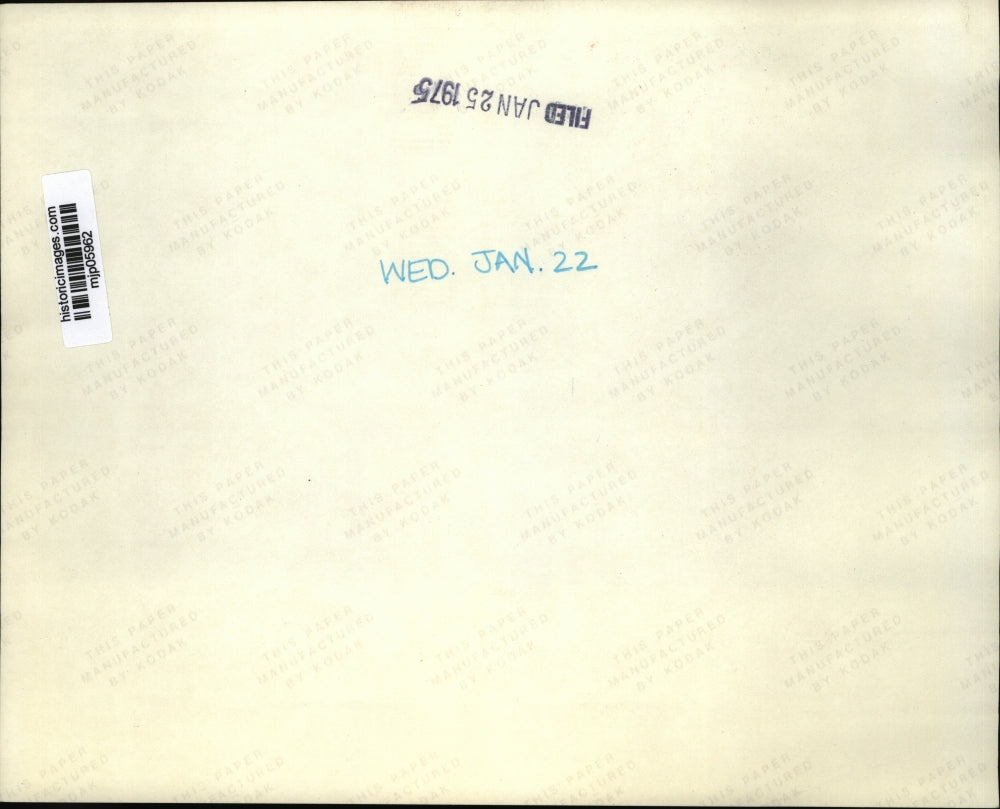 FILED JAN 25 1975
historicimages.com
mjp05962
WED. JAN. 22
THIS PAPER
MANUFACTURED
BY KODAK